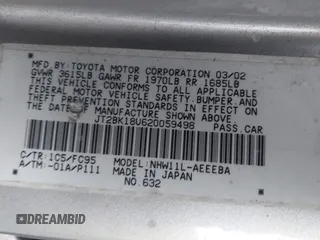 MFD. BY TOYOTA MOTOR CORPORATION 03/02
GVWR 3615LB GAWR FR 1970LB RR 1685LB
THIS VEHICLE CONFORMS TO ALL APPLICABLE
FEDERAL MOTOR VEHICLE SAFETY, BUMPER, AND
THEFT PREVENTION STANDARDS IN EFFECT ON
THE DATE OF MANUFACTURE SHOWN ABOVE.
JT2BK18U620059498 PASS.CAR
C/TR:1C5/FC95 MODEL:NHW11L-AEEEBA
A/TM:-01A/P111 MADE IN JAPAN
NO.632
DEALERSHIP